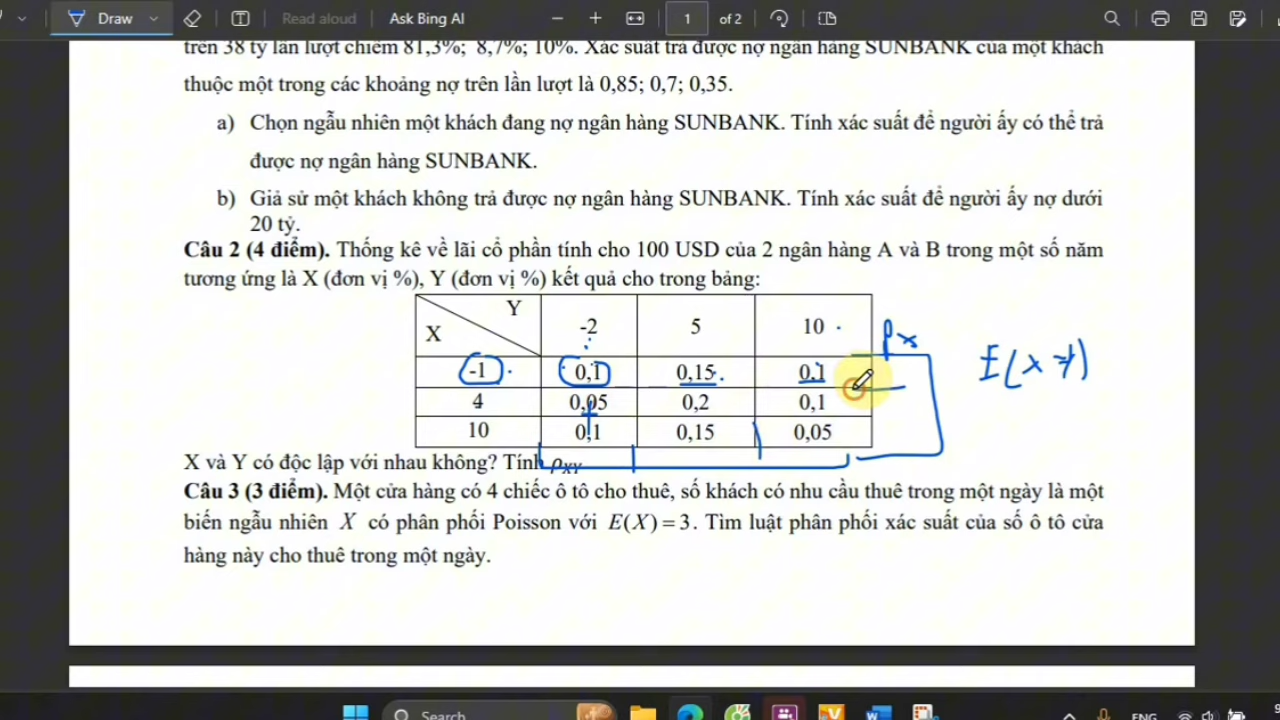 Draw
Read aloud
Ask Bing AI
1
of 2
trên 38 tỷ lần lượt chiếm 81,3%; 8,7%; 10%. Xác suất trả được nợ ngân hàng SUNBANK của một khách
thuộc một trong các khoảng nợ trên lần lượt là 0,85; 0,7; 0,35.
a) Chọn ngẫu nhiên một khách đang nợ ngân hàng SUNBANK. Tính xác suất để người ấy có thể trả
được nợ ngân hàng SUNBANK.
b) Giả sử một khách không trả được nợ ngân hàng SUNBANK. Tính xác suất để người ấy nợ dưới
20 tỷ.
Câu 2 (4 điểm). Thống kê về lãi cổ phần tính cho 100 USD của 2 ngân hàng A và B trong một số năm
tương ứng là X (đơn vị %), Y (đơn vị %) kết quả cho trong bảng:
Y
X
-2 5 10
Px
-1 0,1 0,15 0,1
E(XY)
4 0,05 0,2 0,1
10 0,1 0,15 0,05
X và Y có độc lập với nhau không? Tính ρXY
Câu 3 (3 điểm). Một cửa hàng có 4 chiếc ô tô cho thuê, số khách có nhu cầu thuê trong một ngày là một
biến ngẫu nhiên X có phân phối Poisson với E(X)=3. Tìm luật phân phối xác suất của số ô tô cửa
hàng này cho thuê trong một ngày.
Search
ENG